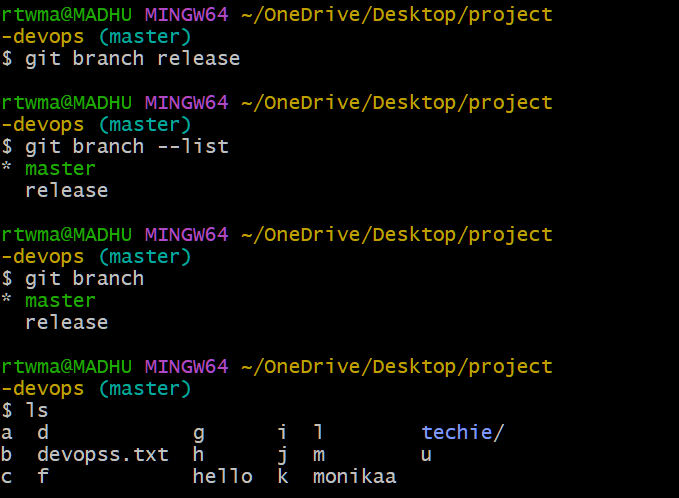 rtwma@MADHU MINGW64 ~/OneDrive/Desktop/project
-devops (master)
$ git branch release
rtwma@MADHU MINGW64 ~/OneDrive/Desktop/project
-devops (master)
$ git branch --list
* master
  release
rtwma@MADHU MINGW64 ~/OneDrive/Desktop/project
-devops (master)
$ git branch
* master
  release
rtwma@MADHU MINGW64 ~/OneDrive/Desktop/project
-devops (master)
$ ls
a  d            g      i  l        techie/
b  devopss.txt  h      j  m        u
c  f            hello  k  monikaa